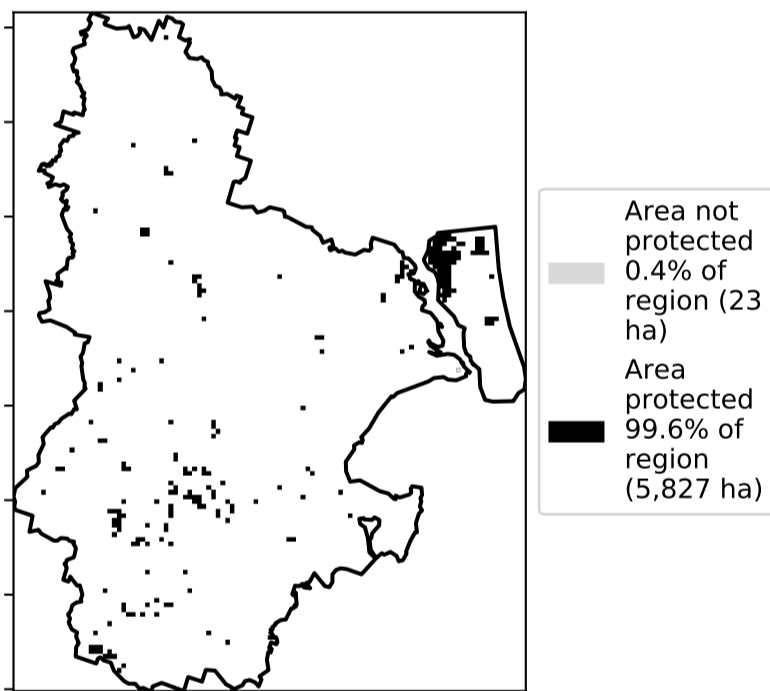 Area not
protected
0.4% of
region (23
ha)
Area
protected
99.6% of
region
(5,827 ha)